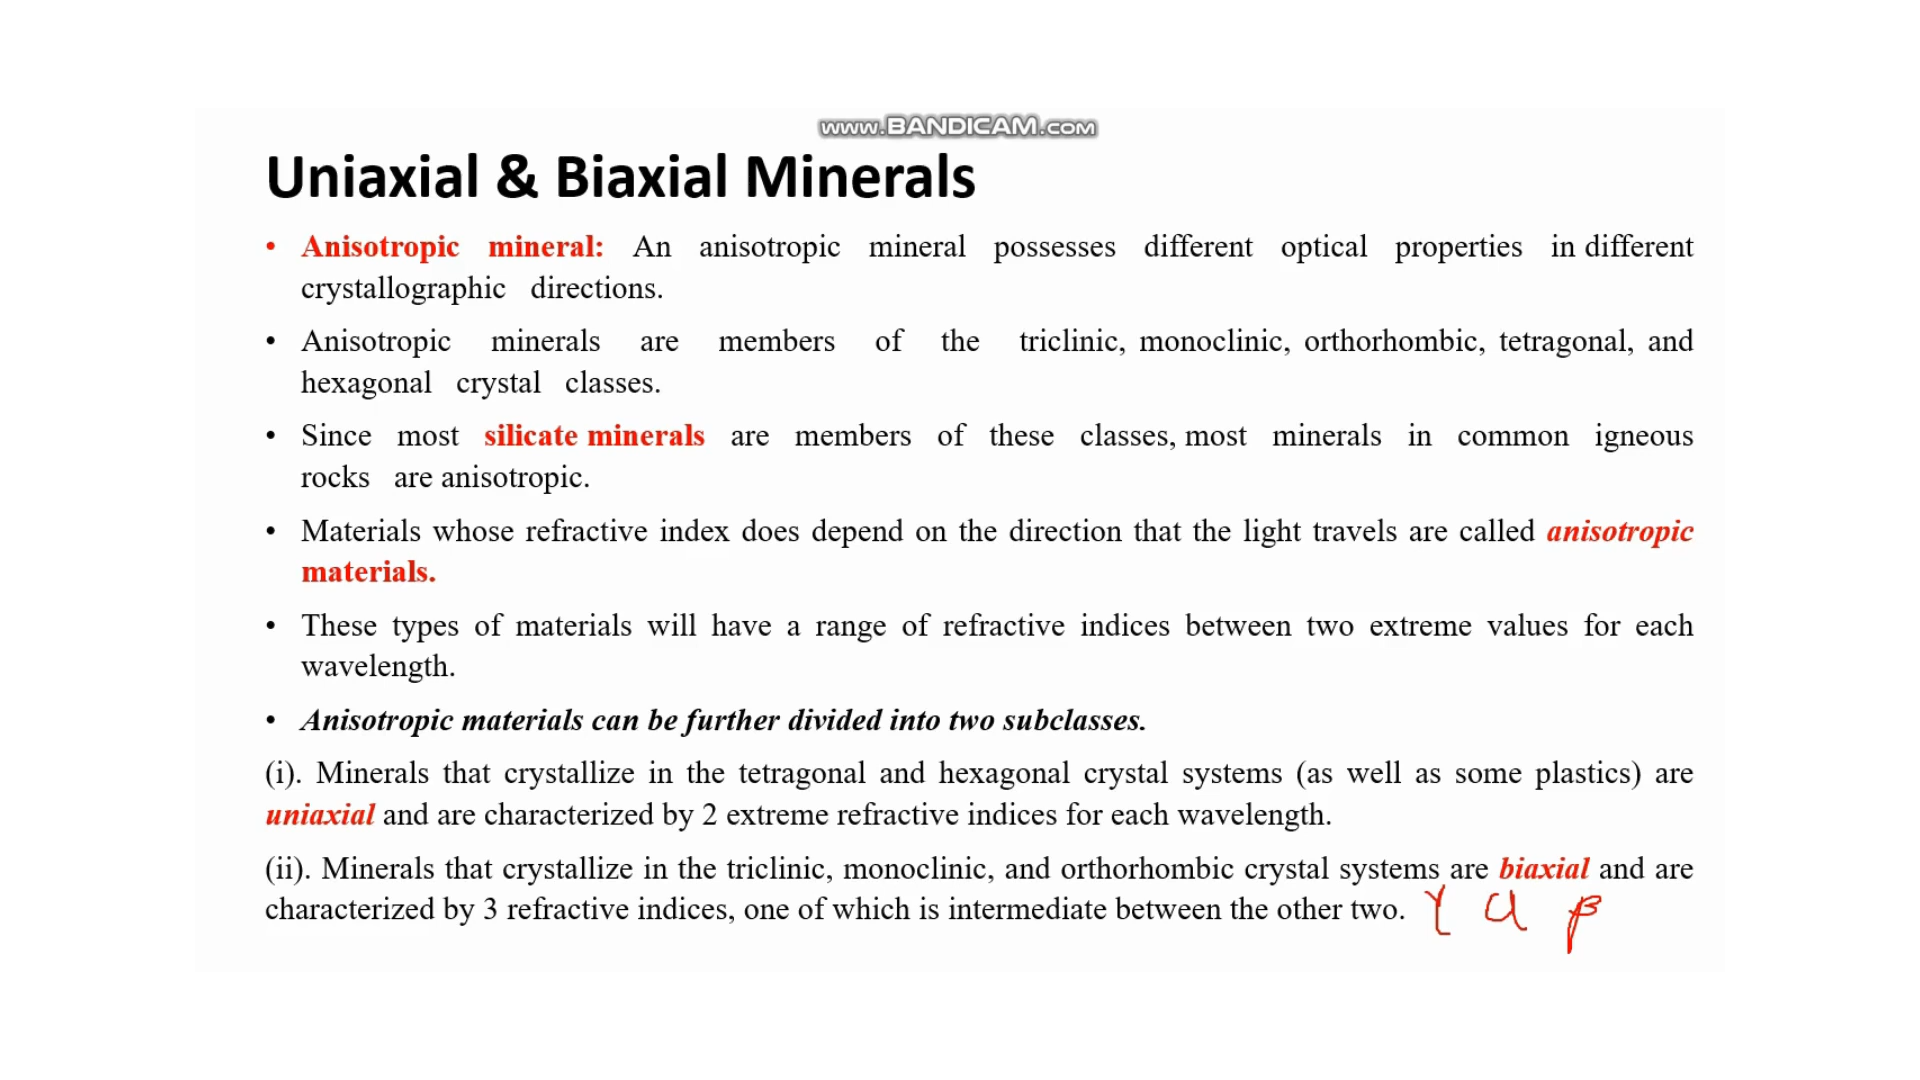 www.BANDICAM.com
Uniaxial & Biaxial Minerals
• Anisotropic mineral: An anisotropic mineral possesses different optical properties in different
crystallographic directions.
• Anisotropic minerals are members of the triclinic, monoclinic, orthorhombic, tetragonal, and
hexagonal crystal classes.
• Since most silicate minerals are members of these classes, most minerals in common igneous
rocks are anisotropic.
• Materials whose refractive index does depend on the direction that the light travels are called anisotropic
materials.
• These types of materials will have a range of refractive indices between two extreme values for each
wavelength.
• Anisotropic materials can be further divided into two subclasses.
(i). Minerals that crystallize in the tetragonal and hexagonal crystal systems (as well as some plastics) are
uniaxial and are characterized by 2 extreme refractive indices for each wavelength.
(ii). Minerals that crystallize in the triclinic, monoclinic, and orthorhombic crystal systems are biaxial and are
characterized by 3 refractive indices, one of which is intermediate between the other two. γ α β